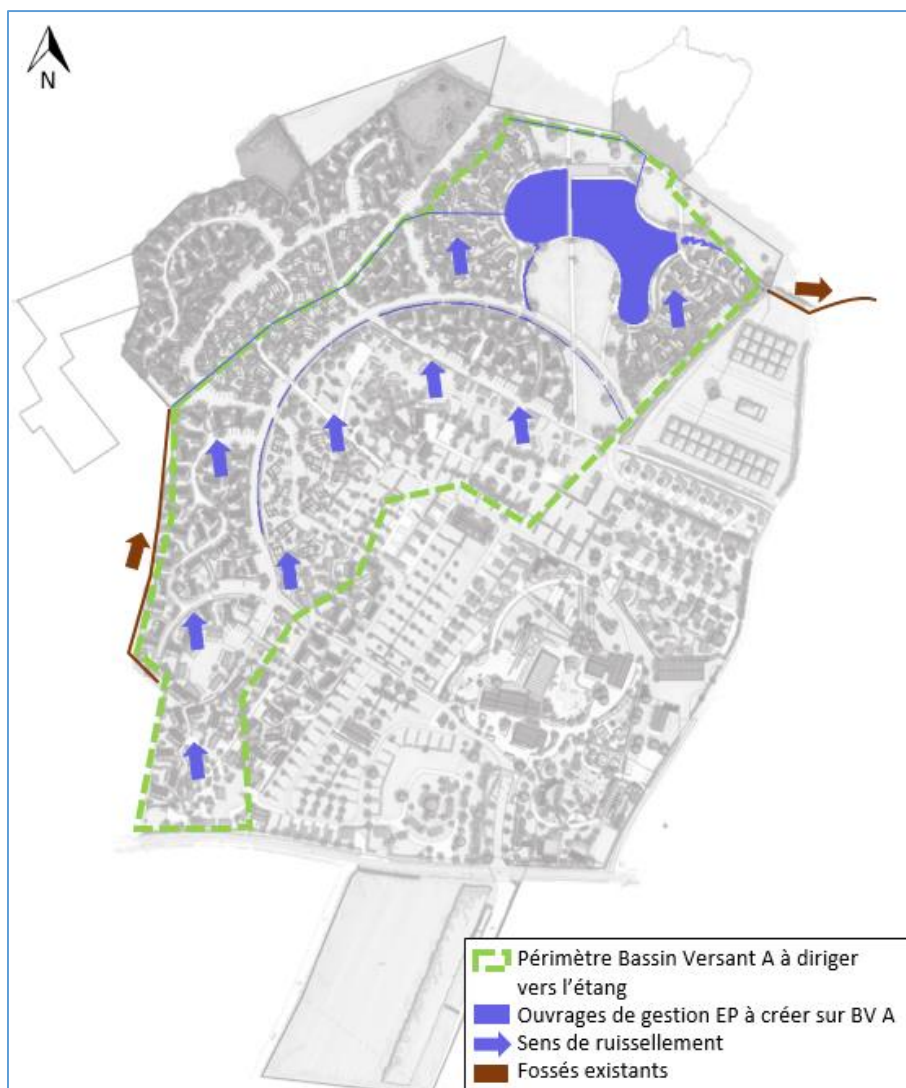 N
Périmètre Bassin Versant A à diriger
vers l'étang
Ouvrages de gestion EP à créer sur BV A
Sens de ruissellement
Fossés existants